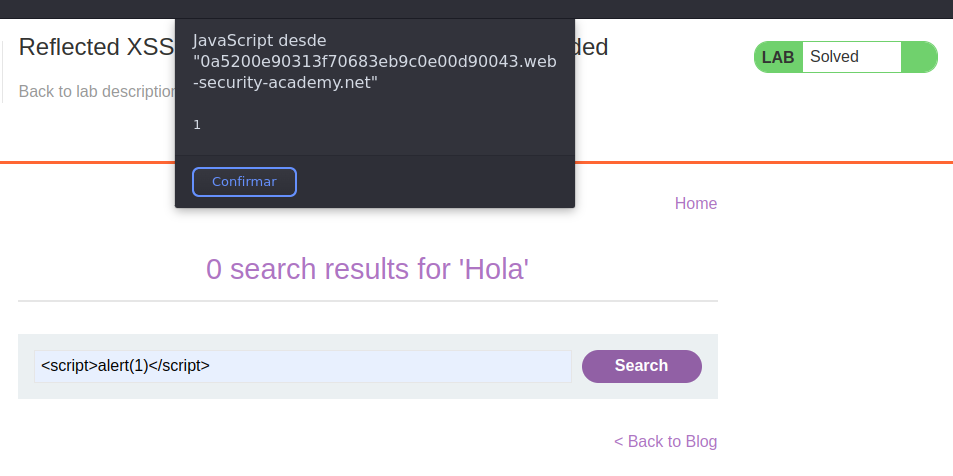 Reflected XSS
ded
Back to lab description
LAB Solved
JavaScript desde
"0a5200e90313f70683eb9c0e00d90043.web
-security-academy.net"
1
Confirmar
Home
0 search results for 'Hola'
<script>alert(1)</script>
Search
< Back to Blog